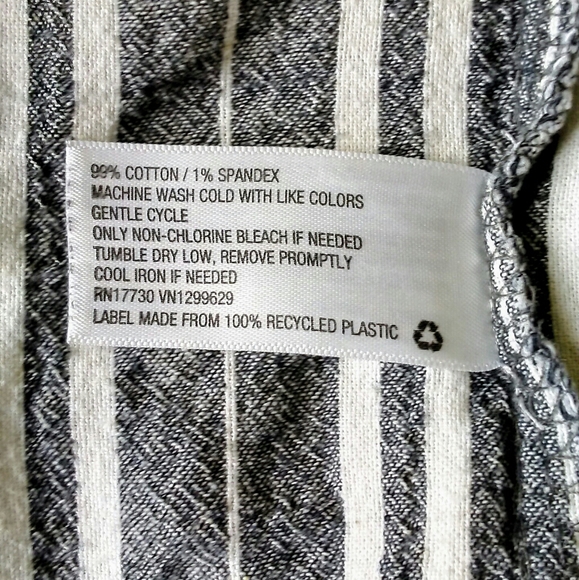 99% COTTON / 1% SPANDEX
MACHINE WASH COLD WITH LIKE COLORS
GENTLE CYCLE
ONLY NON-CHLORINE BLEACH IF NEEDED
TUMBLE DRY LOW, REMOVE PROMPTLY
COOL IRON IF NEEDED
RN17730 VN1299629
LABEL MADE FROM 100% RECYCLED PLASTIC